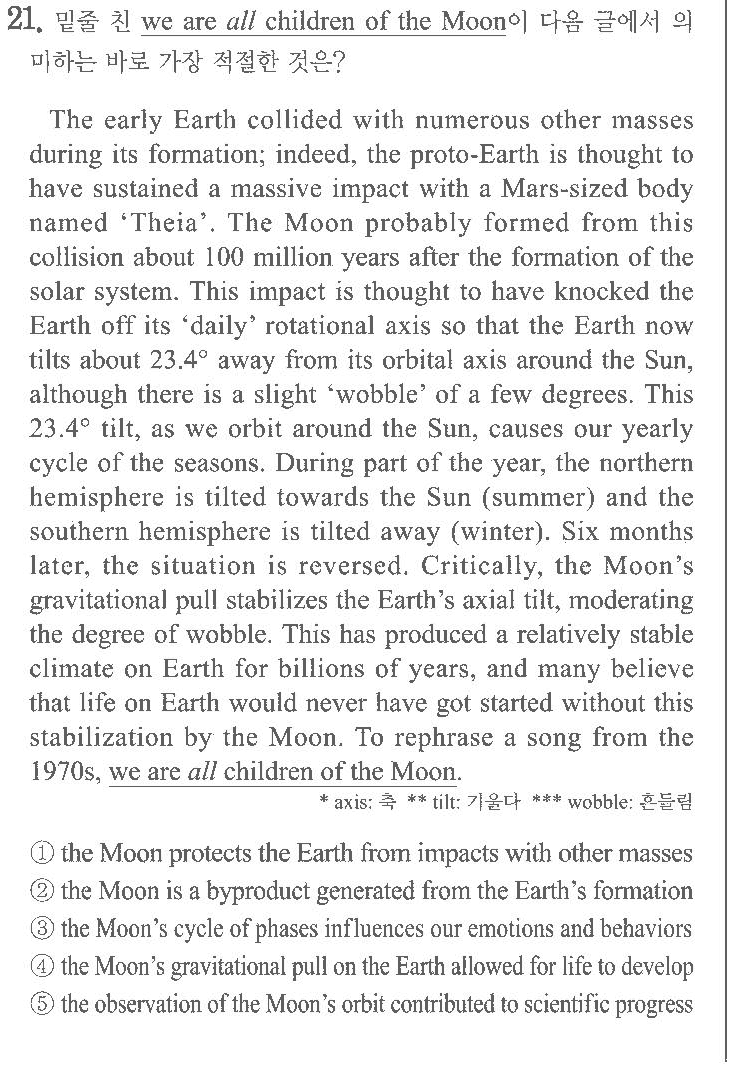 21. 밑줄 친 we are all children of the Moon이 다음 글에서 의
미하는 바로 가장 적절한 것은?
The early Earth collided with numerous other masses
during its formation; indeed, the proto-Earth is thought to
have sustained a massive impact with a Mars-sized body
named ‘Theia’. The Moon probably formed from this
collision about 100 million years after the formation of the
solar system. This impact is thought to have knocked the
Earth off its ‘daily’ rotational axis so that the Earth now
tilts about 23.4° away from its orbital axis around the Sun,
although there is a slight ‘wobble’ of a few degrees. This
23.4° tilt, as we orbit around the Sun, causes our yearly
cycle of the seasons. During part of the year, the northern
hemisphere is tilted towards the Sun (summer) and the
southern hemisphere is tilted away (winter). Six months
later, the situation is reversed. Critically, the Moon’s
gravitational pull stabilizes the Earth’s axial tilt, moderating
the degree of wobble. This has produced a relatively stable
climate on Earth for billions of years, and many believe
that life on Earth would never have got started without this
stabilization by the Moon. To rephrase a song from the
1970s, we are all children of the Moon.
* axis: 축 ** tilt: 기울다 *** wobble: 흔들림
① the Moon protects the Earth from impacts with other masses
② the Moon is a byproduct generated from the Earth’s formation
③ the Moon’s cycle of phases influences our emotions and behaviors
④ the Moon’s gravitational pull on the Earth allowed for life to develop
⑤ the observation of the Moon’s orbit contributed to scientific progress